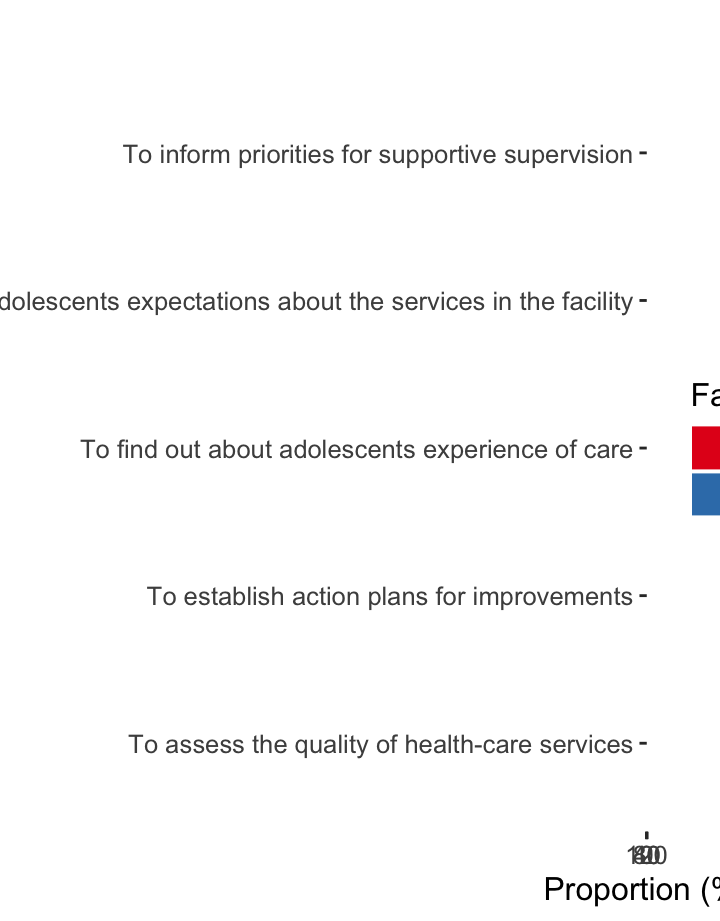 To inform priorities for supportive supervision
dolescents expectations about the services in the facility
Fa
To find out about adolescents experience of care
To establish action plans for improvements
To assess the quality of health-care services
Proportion (%